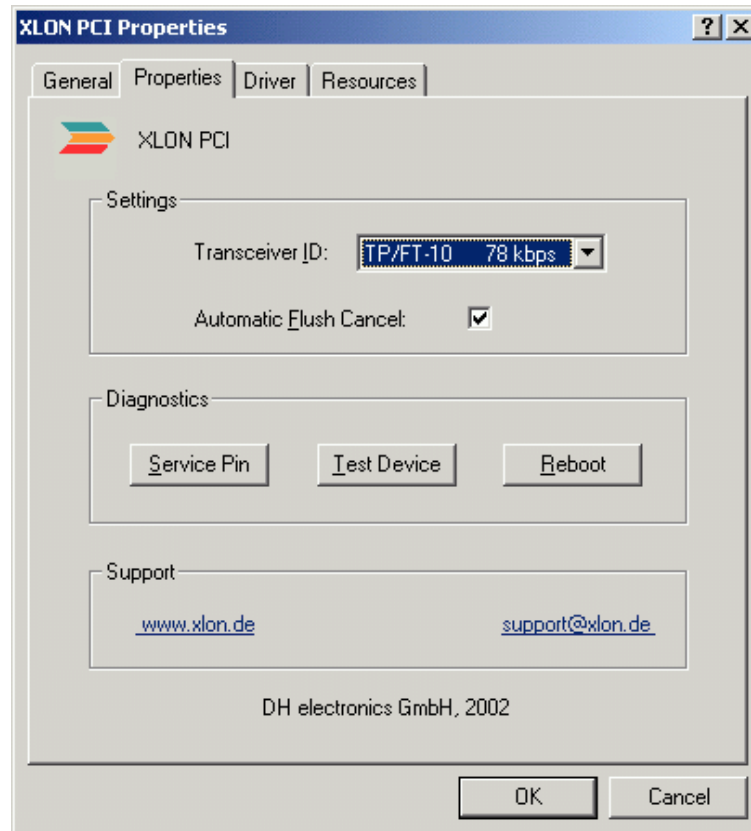 XLON PCI Properties
General Properties Driver Resources
XLON PCI
Settings
Transceiver ID: TP/FT-10 78 kbps
Automatic Flush Cancel:
Diagnostics
Service Pin Test Device Reboot
Support
www.xlon.de support@xlon.de
DH electronics GmbH, 2002
OK Cancel